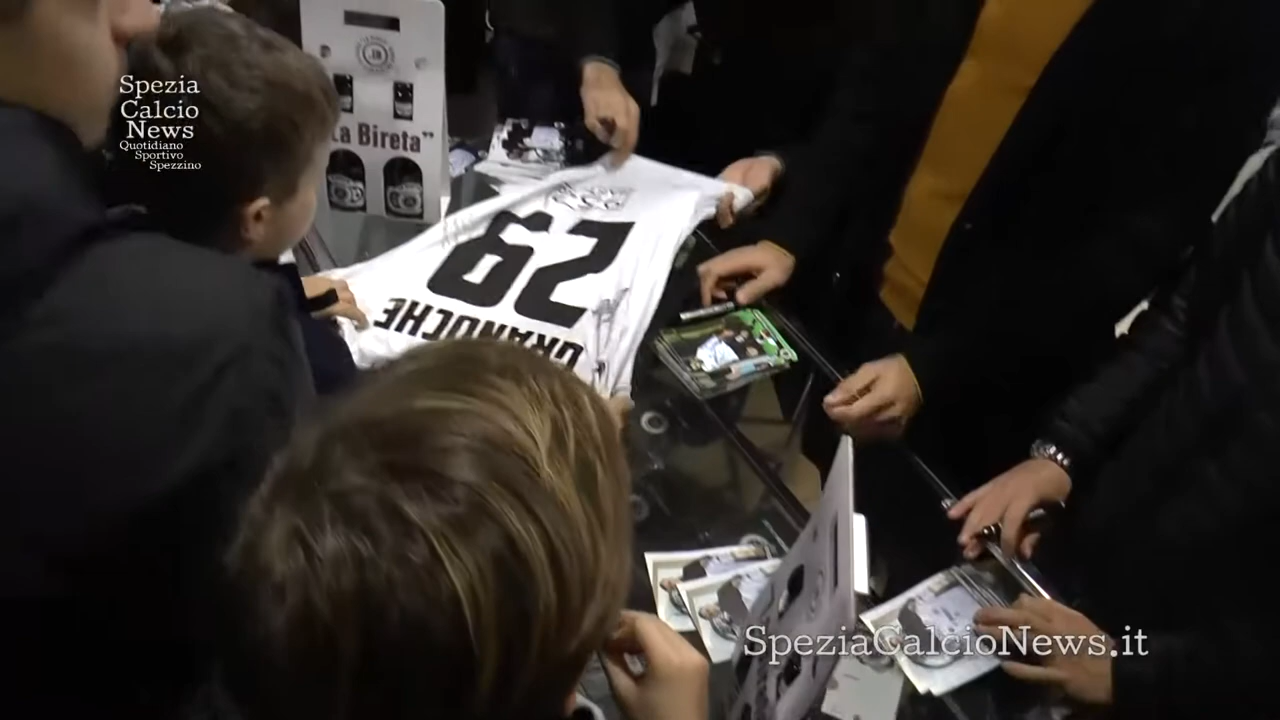 Spezia
Calcio
News
Quotidiano
Sportivo
Spezzino
La Bireta”
29
GRANOCHE
SpeziaCalcioNews.it